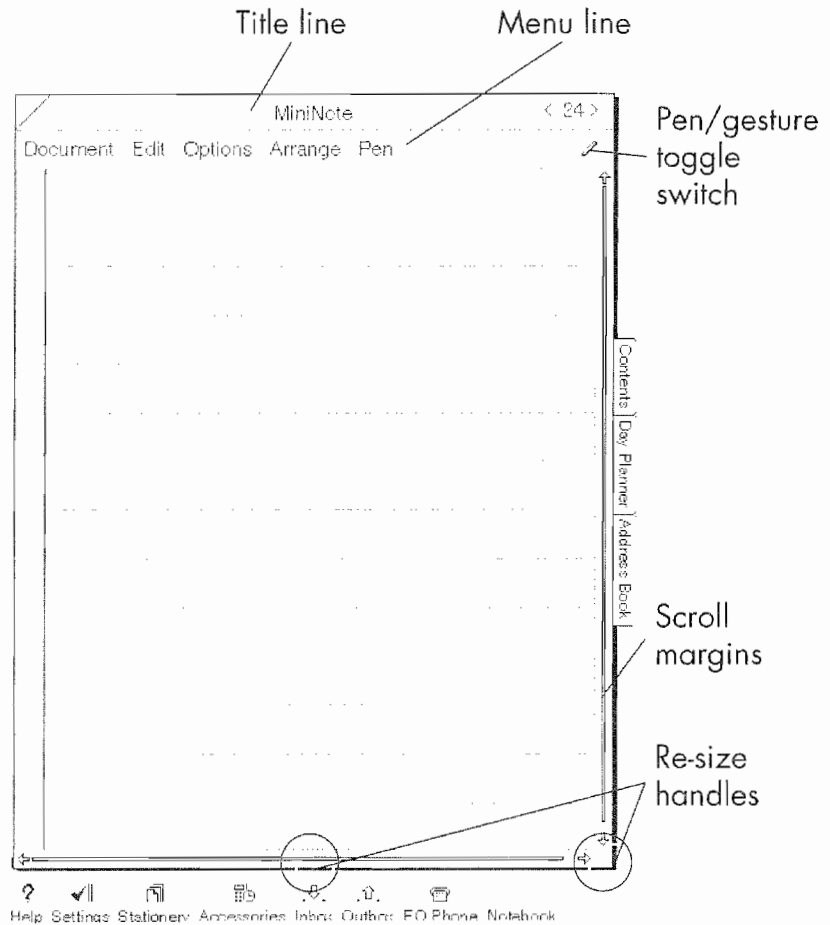 Title line
Menu line
MiniNote
< 24 >
Document Edit Options Arrange Pen
Pen/gesture
toggle
switch
Contents
Day Planner
Address Book
Scroll
margins
Re-size
handles
Help Settings Stationery Accessories Inbox Outbox EO Phone Notebook